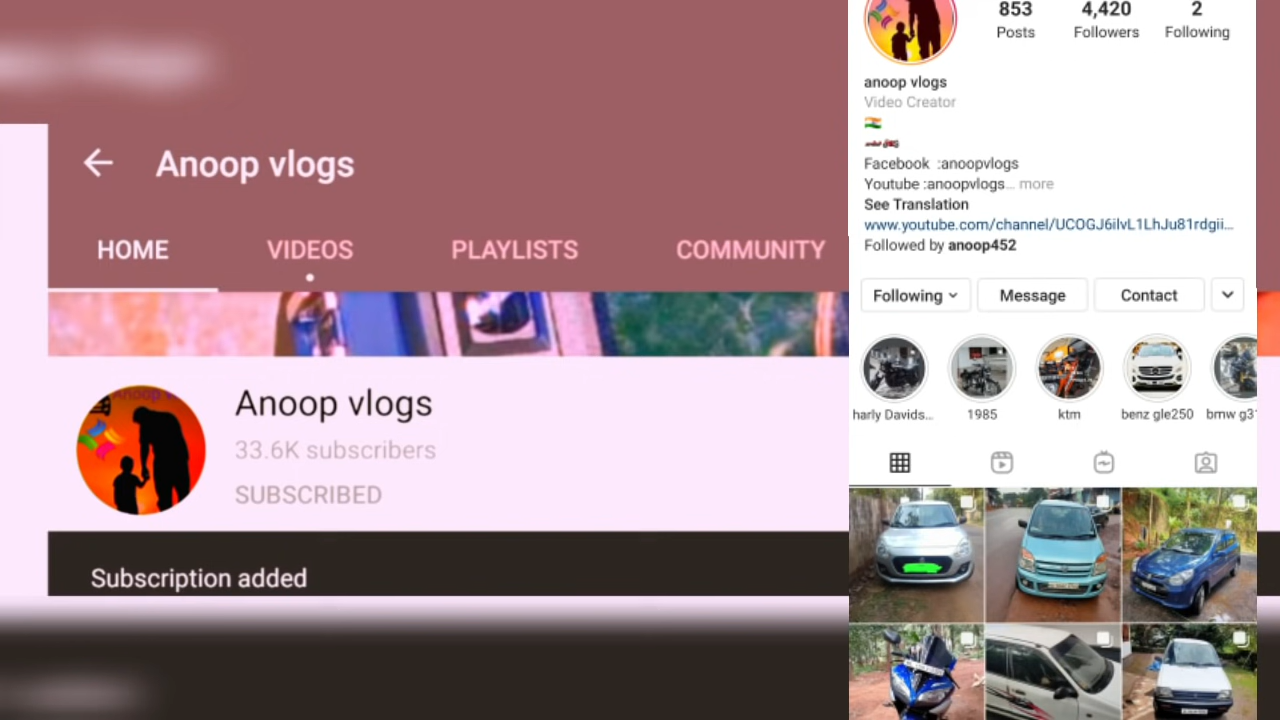 Anoop vlogs
HOME
VIDEOS
PLAYLISTS
COMMUNITY
Anoop vlogs
33.6K subscribers
SUBSCRIBED
Subscription added
853
4,420
2
Posts
Followers
Following
anoop vlogs
Video Creator
Facebook :anoopvlogs
Youtube :anoopvlogs... more
See Translation
www.youtube.com/channel/UCOGJ6ilvL1LhJu81rdgii...
Followed by anoop452
Following
Message
Contact
harly Davids...
1985
ktm
benz gle250
bmw g31